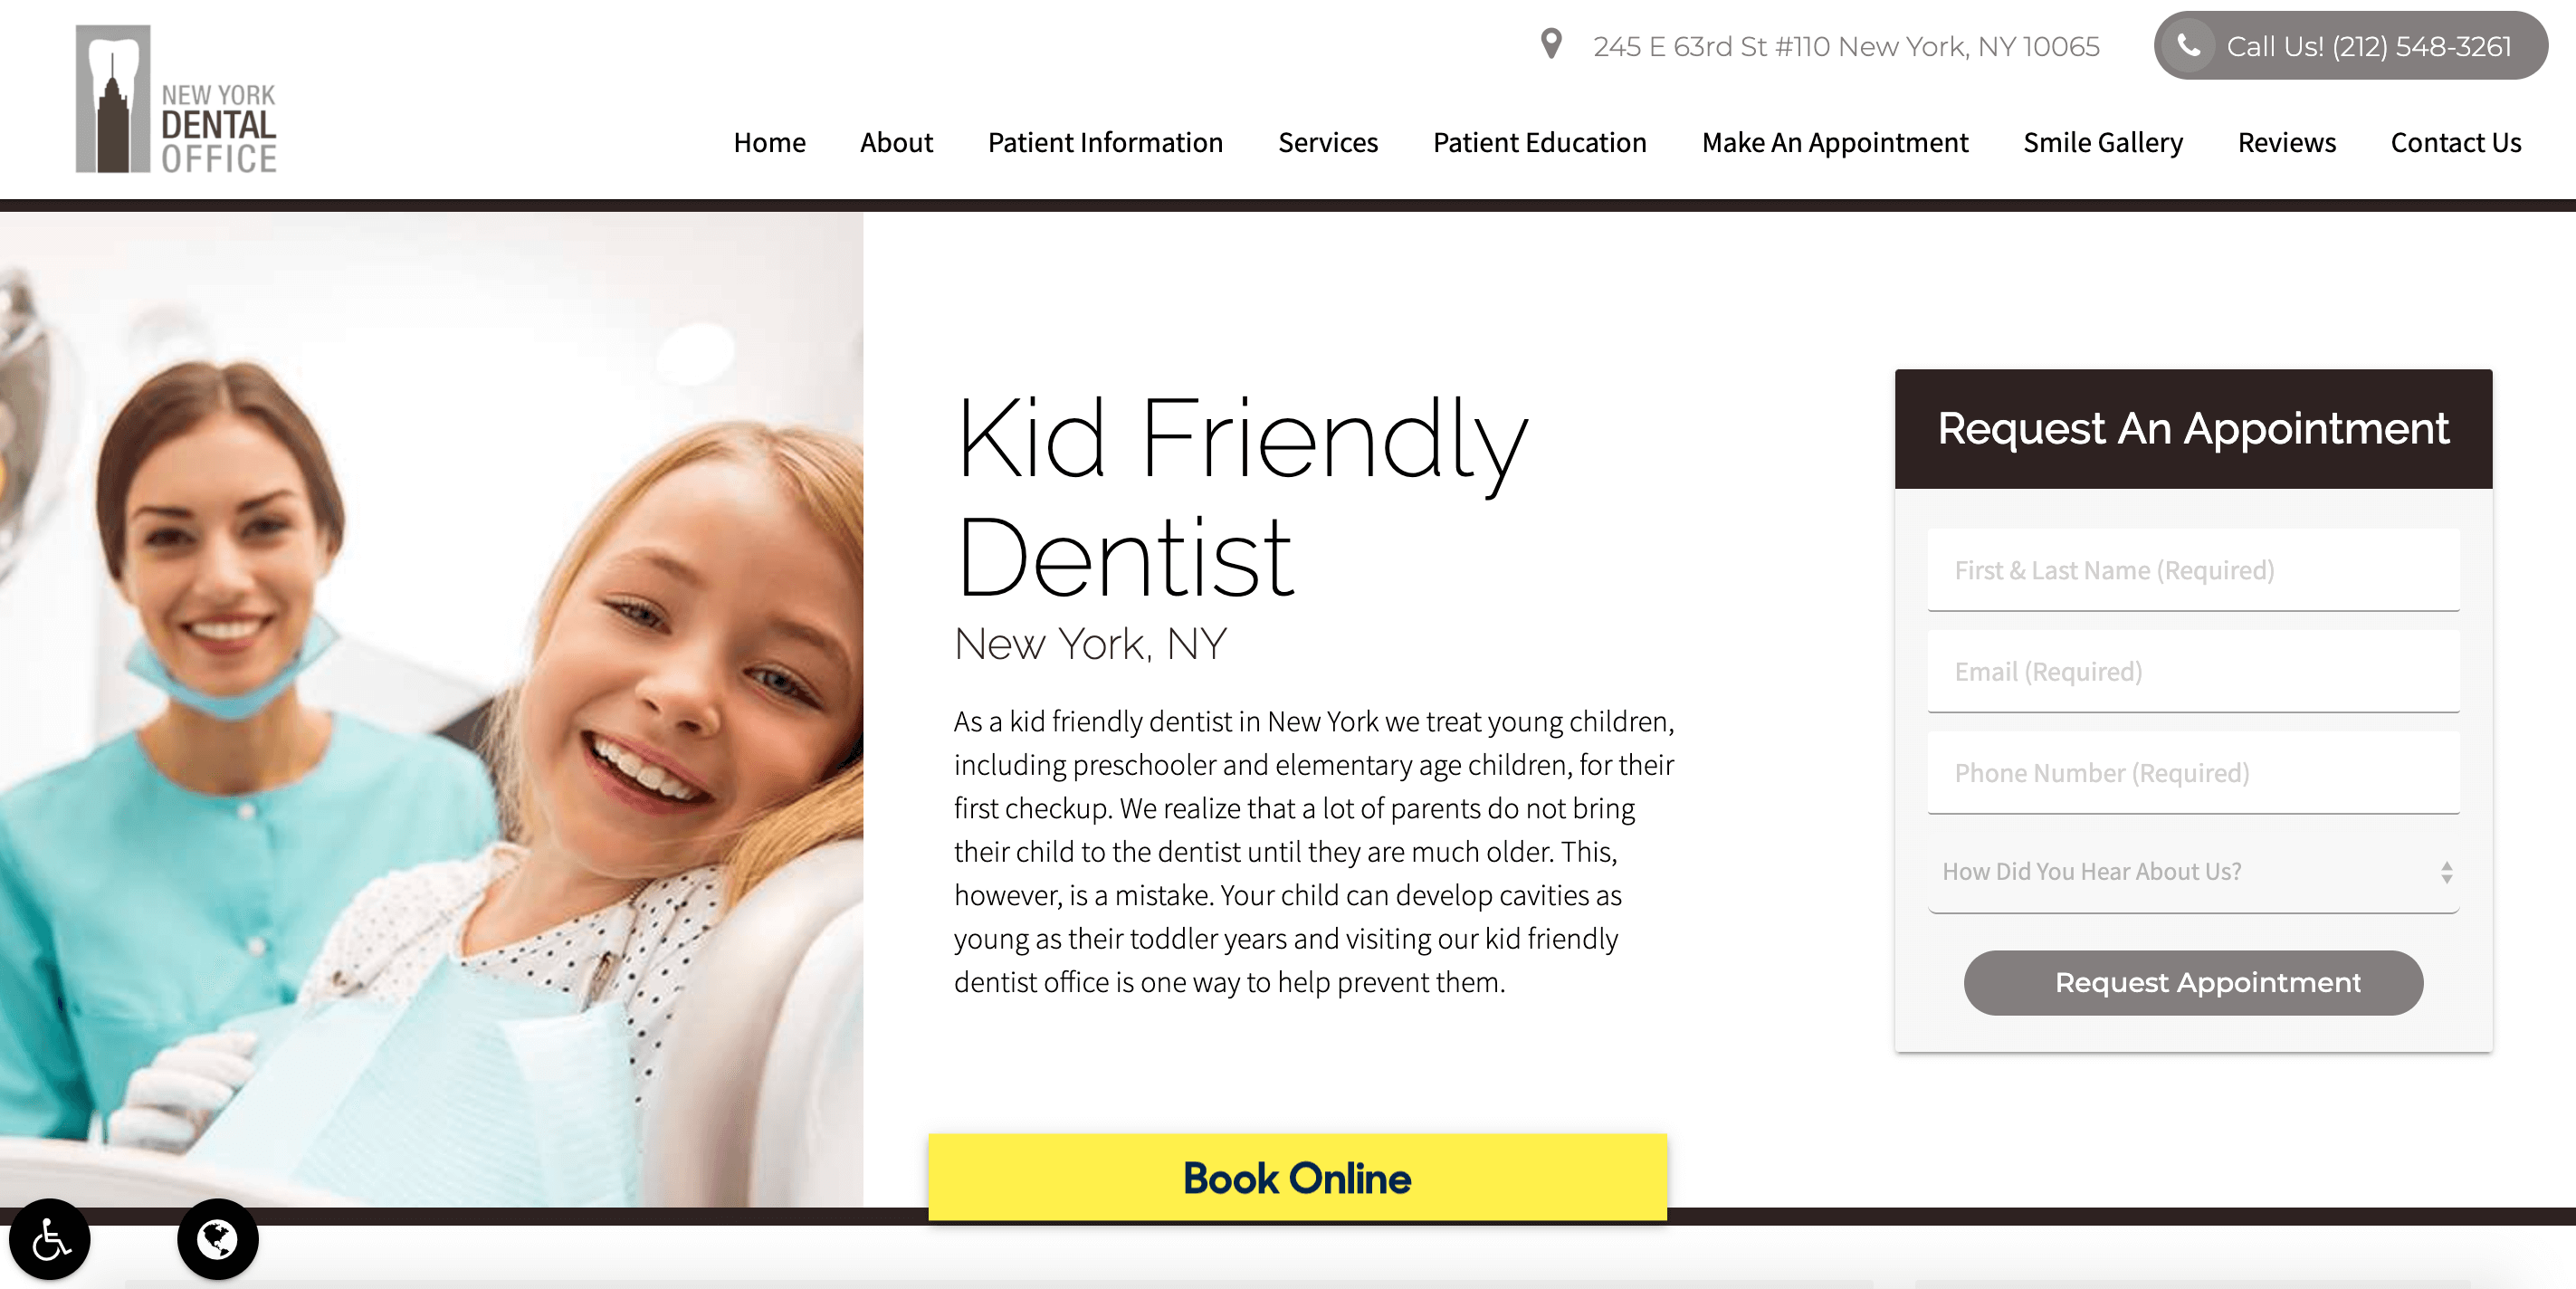 NEW YORK
DENTAL
OFFICE
245 E 63rd St #110 New York, NY 10065
Call Us! (212) 548-3261
Home About Patient Information Services Patient Education Make An Appointment Smile Gallery Reviews Contact Us
Kid Friendly
Dentist
New York, NY
As a kid friendly dentist in New York we treat young children,
including preschooler and elementary age children, for their
first checkup. We realize that a lot of parents do not bring
their child to the dentist until they are much older. This,
however, is a mistake. Your child can develop cavities as
young as their toddler years and visiting our kid friendly
dentist office is one way to help prevent them.
Book Online
Request An Appointment
First & Last Name (Required)
Email (Required)
Phone Number (Required)
How Did You Hear About Us?
Request Appointment